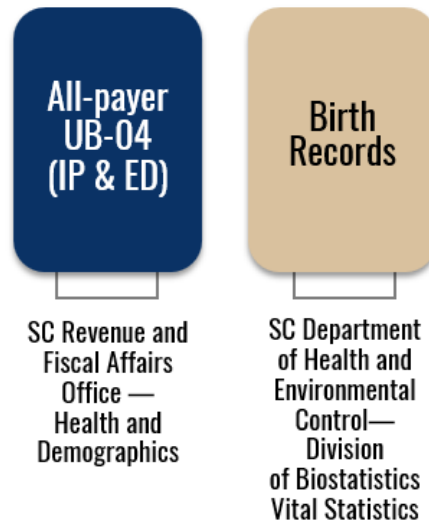 All-payer
UB-04
(IP & ED)
Birth
Records
SC Revenue and
Fiscal Affairs
Office —
Health and
Demographics
SC Department
of Health and
Environmental
Control—
Division
of Biostatistics
Vital Statistics